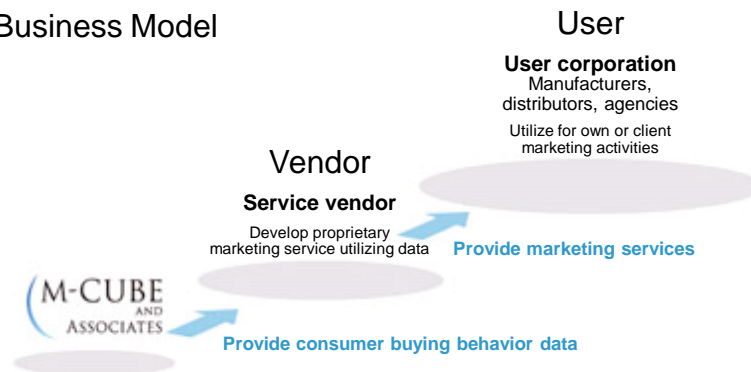 Business Model
User
User corporation
Manufacturers,
distributors, agencies
Utilize for own or client
marketing activities
Vendor
Service vendor
Develop proprietary
marketing service utilizing data
Provide marketing services
M-CUBE
AND
ASSOCIATES
Provide consumer buying behavior data